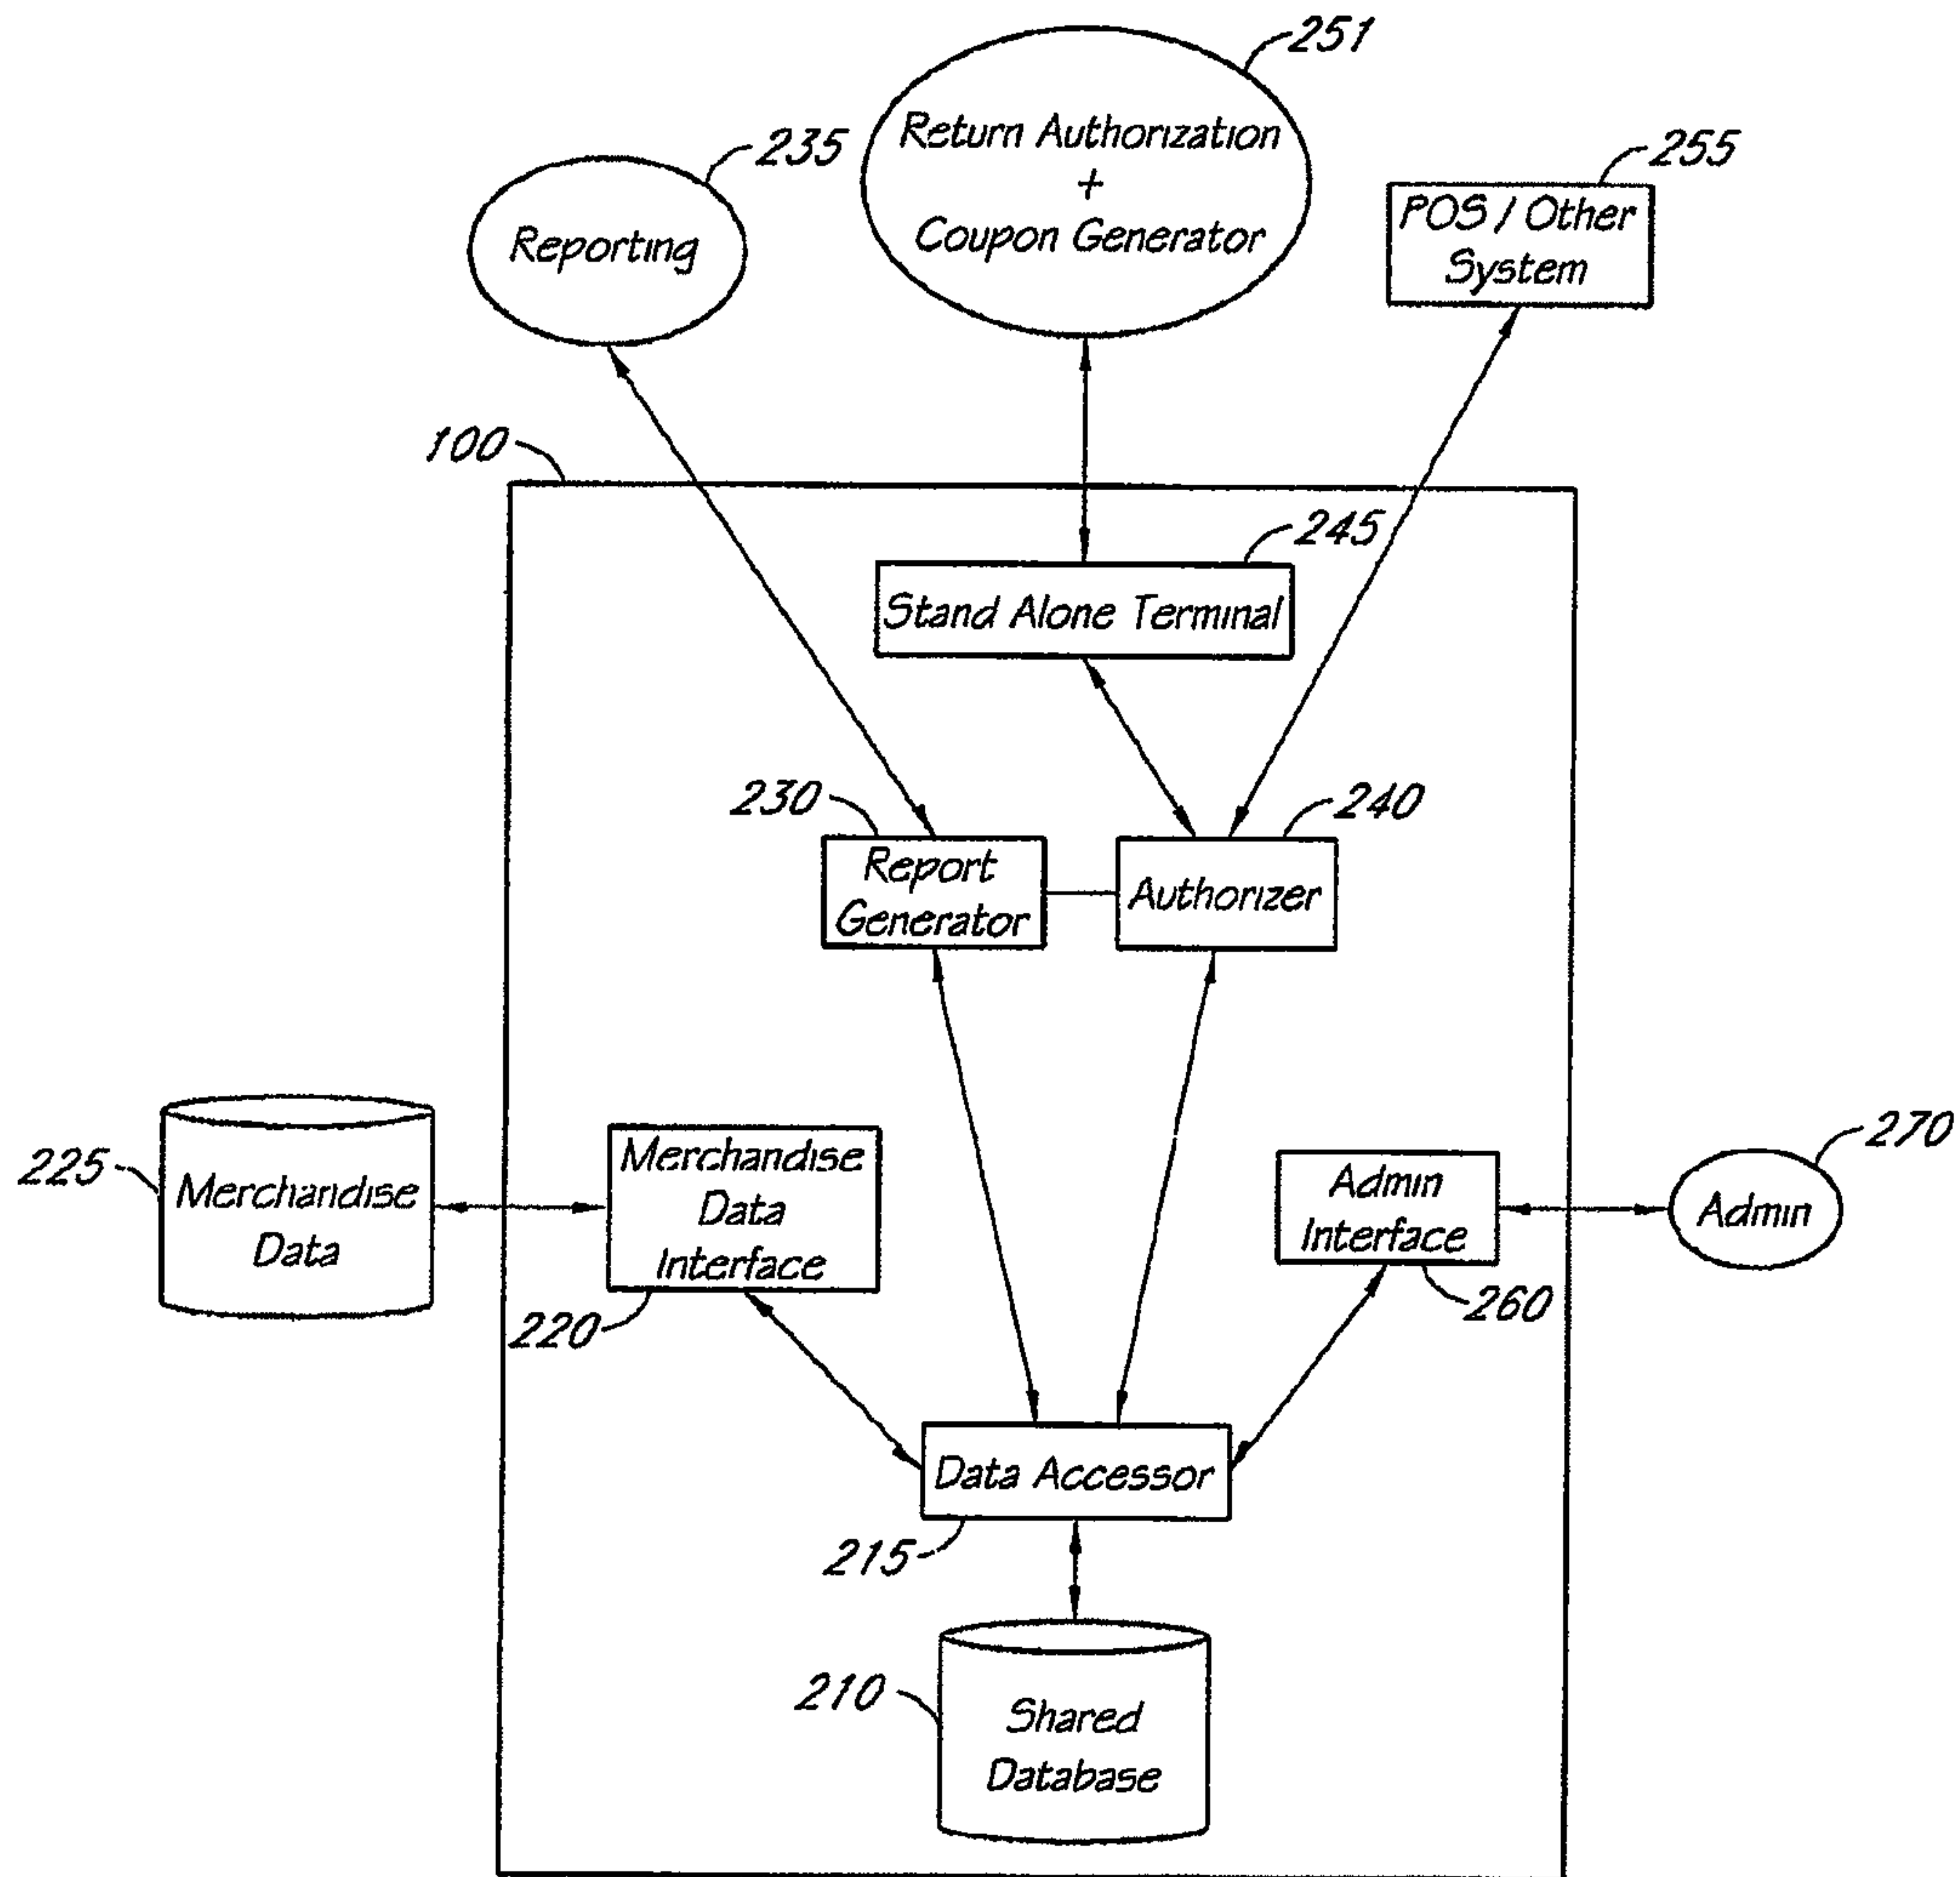 251
Return Authorization
+
Coupon Generator
235
Reporting
255
POS / Other
System
100
245
Stand Alone Terminal
230
Report
Generator
240
Authorizer
225
Merchandise
Data
Merchandise
Data
Interface
220
Admin
Interface
260
270
Admin
Data Accessor
215
210
Shared
Database